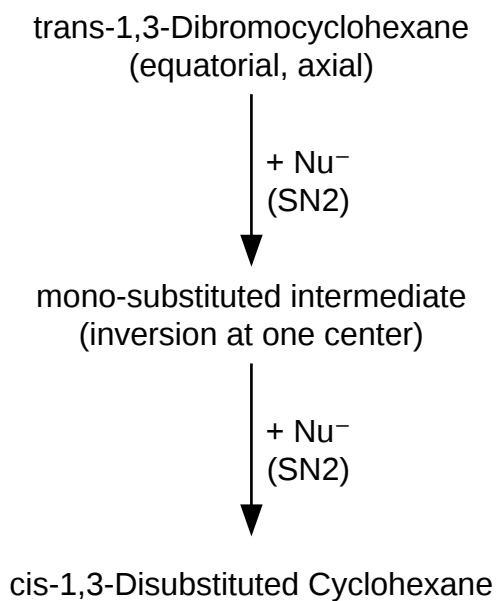 trans-1,3-Dibromocyclohexane
(equatorial, axial)
+ Nu⁻
(SN2)
mono-substituted intermediate
(inversion at one center)
+ Nu⁻
(SN2)
cis-1,3-Disubstituted Cyclohexane